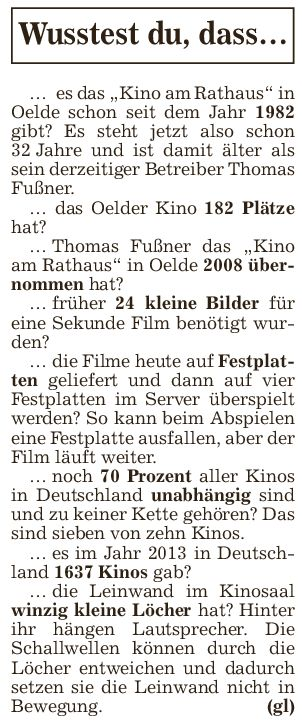 Wusstest du, dass…
… es das „Kino am Rathaus“ in
Oelde schon seit dem Jahr 1982
gibt? Es steht jetzt also schon
32 Jahre und ist damit älter als
sein derzeitiger Betreiber Thomas
Fußner.
… das Oelder Kino 182 Plätze
hat?
… Thomas Fußner das „Kino
am Rathaus“ in Oelde 2008 über-
nommen hat?
… früher 24 kleine Bilder für
eine Sekunde Film benötigt wur-
den?
… die Filme heute auf Festplat-
ten geliefert und dann auf vier
Festplatten im Server überspielt
werden? So kann beim Abspielen
eine Festplatte ausfallen, aber der
Film läuft weiter.
… noch 70 Prozent aller Kinos
in Deutschland unabhängig sind
und zu keiner Kette gehören? Das
sind sieben von zehn Kinos.
… es im Jahr 2013 in Deutsch-
land 1637 Kinos gab?
… die Leinwand im Kinosaal
winzig kleine Löcher hat? Hinter
ihr hängen Lautsprecher. Die
Schallwellen können durch die
Löcher entweichen und dadurch
setzen sie die Leinwand nicht in
Bewegung. (gl)